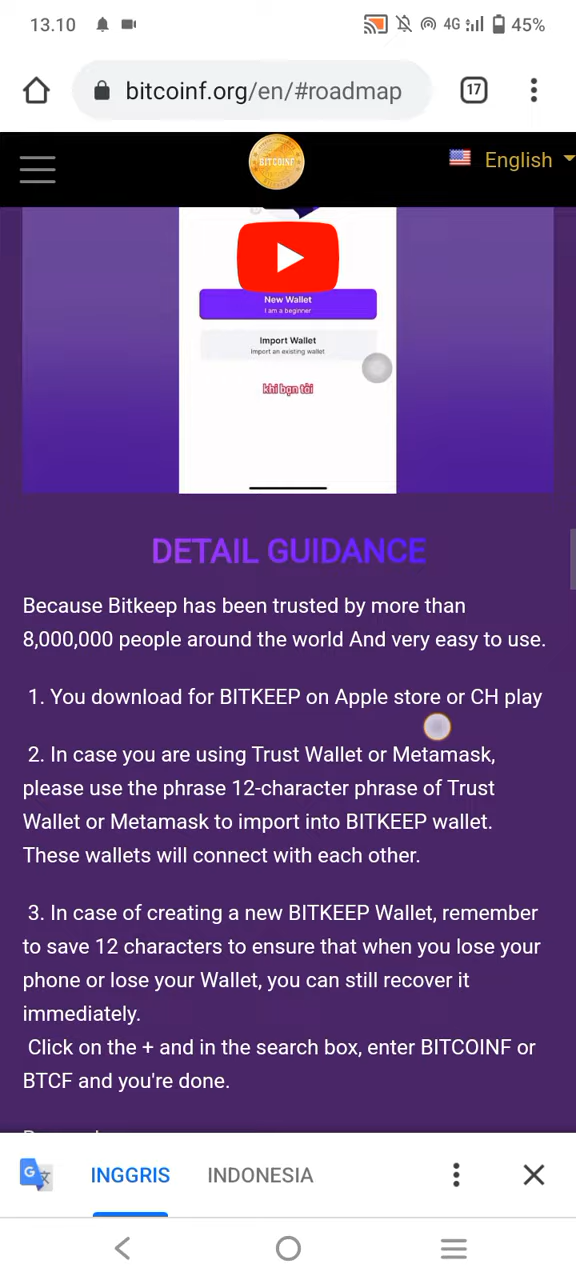 13.10 4G 45%
bitcoinf.org/en/#roadmap 17
BITCOINF English
New Wallet
I am a beginner
Import Wallet
Import an existing wallet
khi bạn tôi
DETAIL GUIDANCE
Because Bitkeep has been trusted by more than
8,000,000 people around the world And very easy to use.
1. You download for BITKEEP on Apple store or CH play
2. In case you are using Trust Wallet or Metamask,
please use the phrase 12-character phrase of Trust
Wallet or Metamask to import into BITKEEP wallet.
These wallets will connect with each other.
3. In case of creating a new BITKEEP Wallet, remember
to save 12 characters to ensure that when you lose your
phone or lose your Wallet, you can still recover it
immediately.
Click on the + and in the search box, enter BITCOINF or
BTCF and you're done.
G INGGRIS INDONESIA